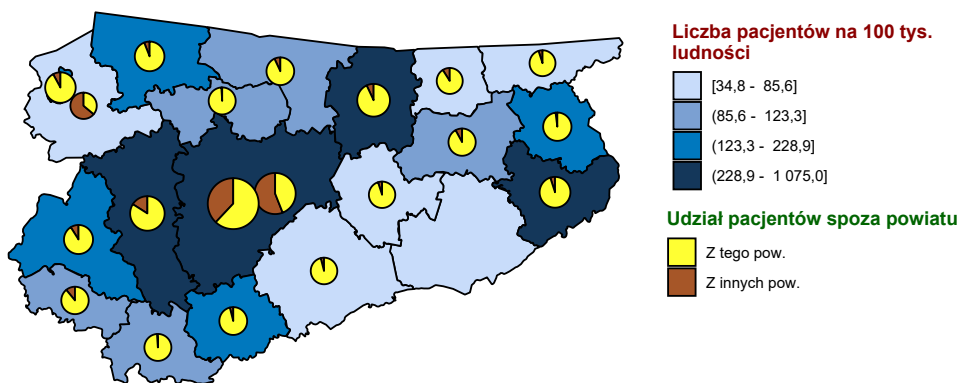 Liczba pacjentów na 100 tys.
ludności
[34,8 - 85,6]
(85,6 - 123,3]
(123,3 - 228,9]
(228,9 - 1 075,0]
Udział pacjentów spoza powiatu
Z tego pow.
Z innych pow.